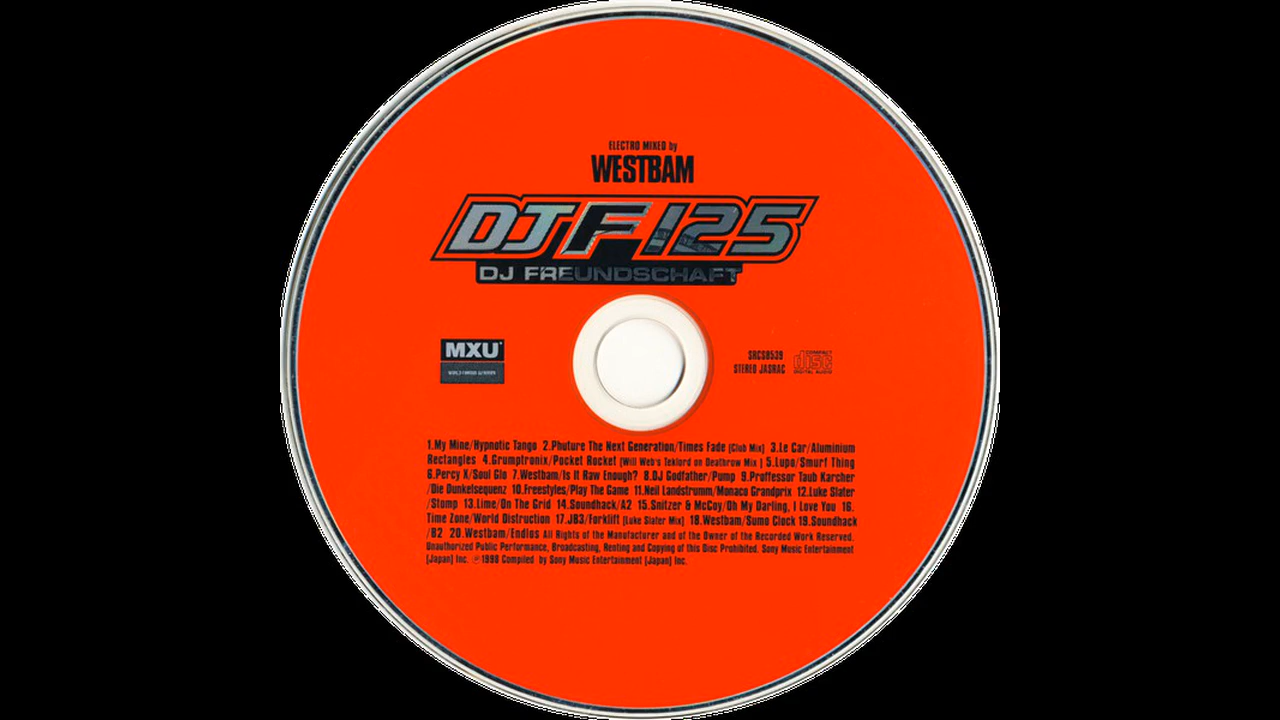 ELECTRO MIXED by
WESTBAM
DJ F 125
DJ FREUNDSCHAFT
MXU
SRCS8539
STEREO JASRAC
COMPACT
disc
DIGITAL AUDIO
1.My Mine/Hypnotic Tango 2.Phuture The Next Generation/Times Fade [Club Mix] 3.Le Car/Aluminium
Rectangles 4.Grumptronix/Pocket Rocket [Will Web's Teklord on Deathrow Mix ] 5.Lupo/Smurf Thing
6.Percy X/Soul Glo 7.Westbam/Is It Raw Enough? 8.DJ Godfather/Pump 9.Proffessor Taub Karcher
/Die Dunkelsequenz 10.Freestyles/Play The Game 11.Neil Landstrumm/Monaco Grandprix 12.Luke Slater
/Stomp 13.Lime/On The Grid 14.Soundhack/A2 15.Snitzer & McCoy/Oh My Darling, I Love You 16.
Time Zone/World Distruction 17.JB3/Forklift [Luke Slater Mix] 18.Westbam/Sumo Clock 19.Soundhack
/B2 20.Westbam/Endlos All Rights of the Manufacturer and of the Owner of the Recorded Work Reserved.
Unauthorized Public Performance, Broadcasting, Renting and Copying of this Disc Prohibited. Sony Music Entertainment
[Japan] Inc. ℗1998 Compiled by Sony Music Entertainment [Japan] Inc.